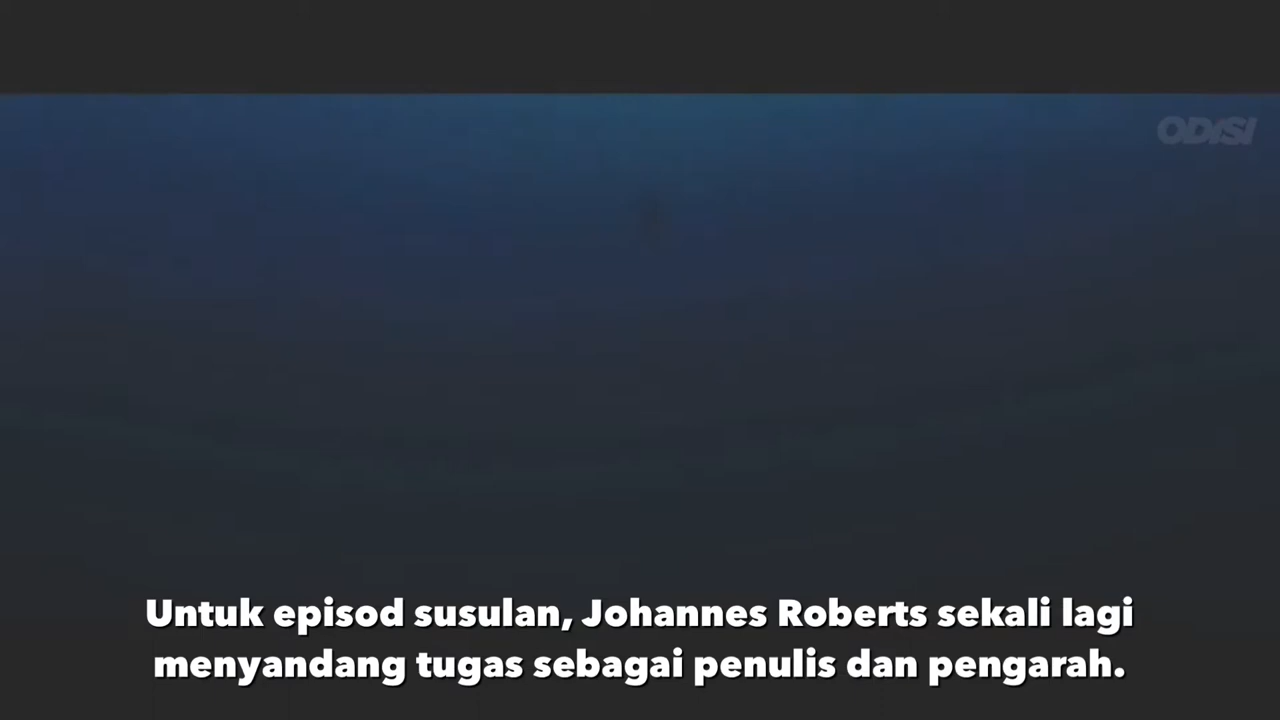 ODISI
Untuk episod susulan, Johannes Roberts sekali lagi
menyandang tugas sebagai penulis dan pengarah.